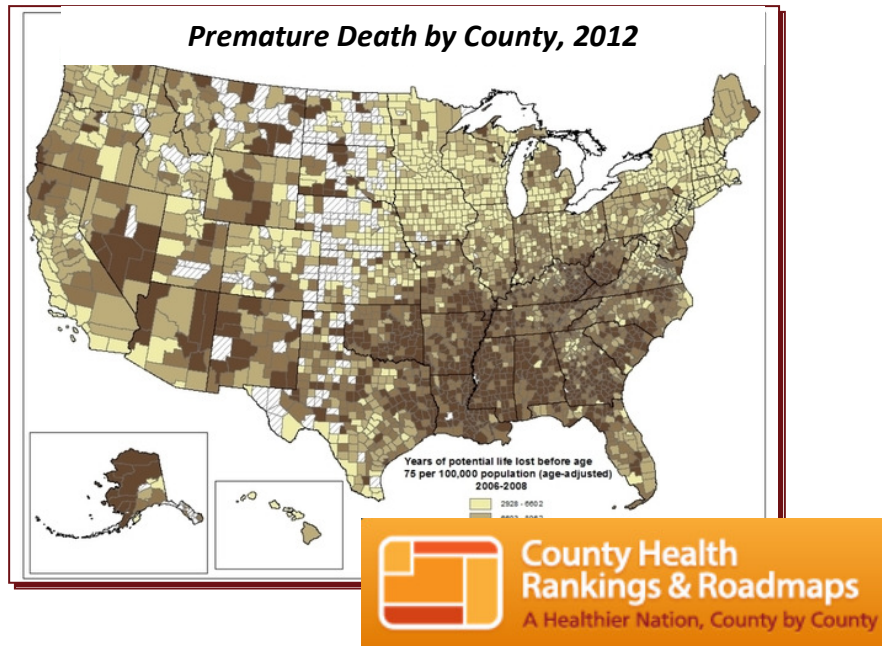 Premature Death by County, 2012
Years of potential life lost before age
75 per 100,000 population (age-adjusted)
2006-2008
2928 - 6602
County Health
Rankings & Roadmaps
A Healthier Nation, County by County